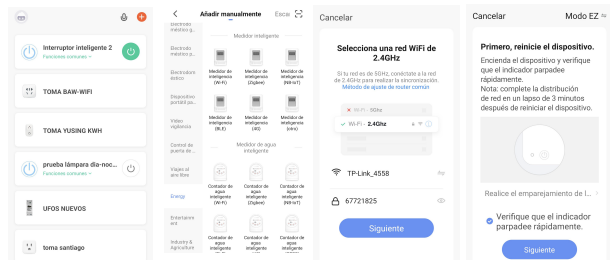 Interruptor inteligente 2
Funciones comunes
TOMA BAW-WIFI
TOMA YUSING KWH
prueba lámpara dia-noc...
Funciones comunes
UFOS NUEVOS
toma santiago
Añadir manualmente
Escar
Electrodo
méstico g...
Electrodo
méstico p...
Electrodom
éstico
Dispositivo
portátil pa...
Vídeo
vigilancia
Control de
puerta de...
Viajes al
aire libre
Energy
Entertainm
ent
Industry &
Agriculture
Medidor inteligente
Medidor de
inteligencia
(Wi-Fi)
Medidor de
inteligencia
(Zigbee)
Medidor de
inteligencia
(NB-IoT)
Medidor de
inteligencia
(BLE)
Medidor de
inteligencia
(4G)
Medidor de
inteligencia
(otro)
Medidor de agua
inteligente
Contador de
agua
inteligente
(Wi-Fi)
Contador de
agua
inteligente
(Zigbee)
Contador de
agua
inteligente
(NB-IoT)
Contador de
agua
inteligente
Contador de
agua
inteligente
Contador de
agua
inteligente
Cancelar
Selecciona una red WiFi de
2.4GHz
Si tu red es de 5GHz, conéctate a la red
de 2.4GHz para realizar la sincronización.
Método de ajuste de router común
Wi-Fi - 5Ghz
Wi-Fi - 2.4Ghz
TP-Link_4558
67721825
Siguiente
Cancelar
Modo EZ
Primero, reinicie el dispositivo.
Encienda el dispositivo y verifique
que el indicador parpadee
rápidamente.
Nota: complete la distribución
de red en un lapso de 3 minutos
después de reiniciar el dispositivo.
Realice el emparejamiento de l...
Verifique que el indicador
parpadee rápidamente.
Siguiente